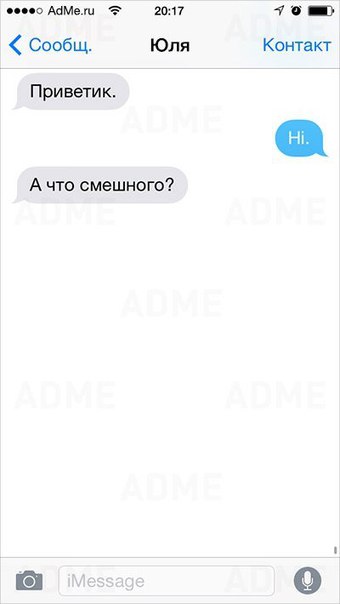 AdMe.ru 20:17
Сообщ. Юля Контакт
Приветик.
Hi.
А что смешного?
ADME
ADME ADME
ADME
ADME ADME
ADME
iMessage